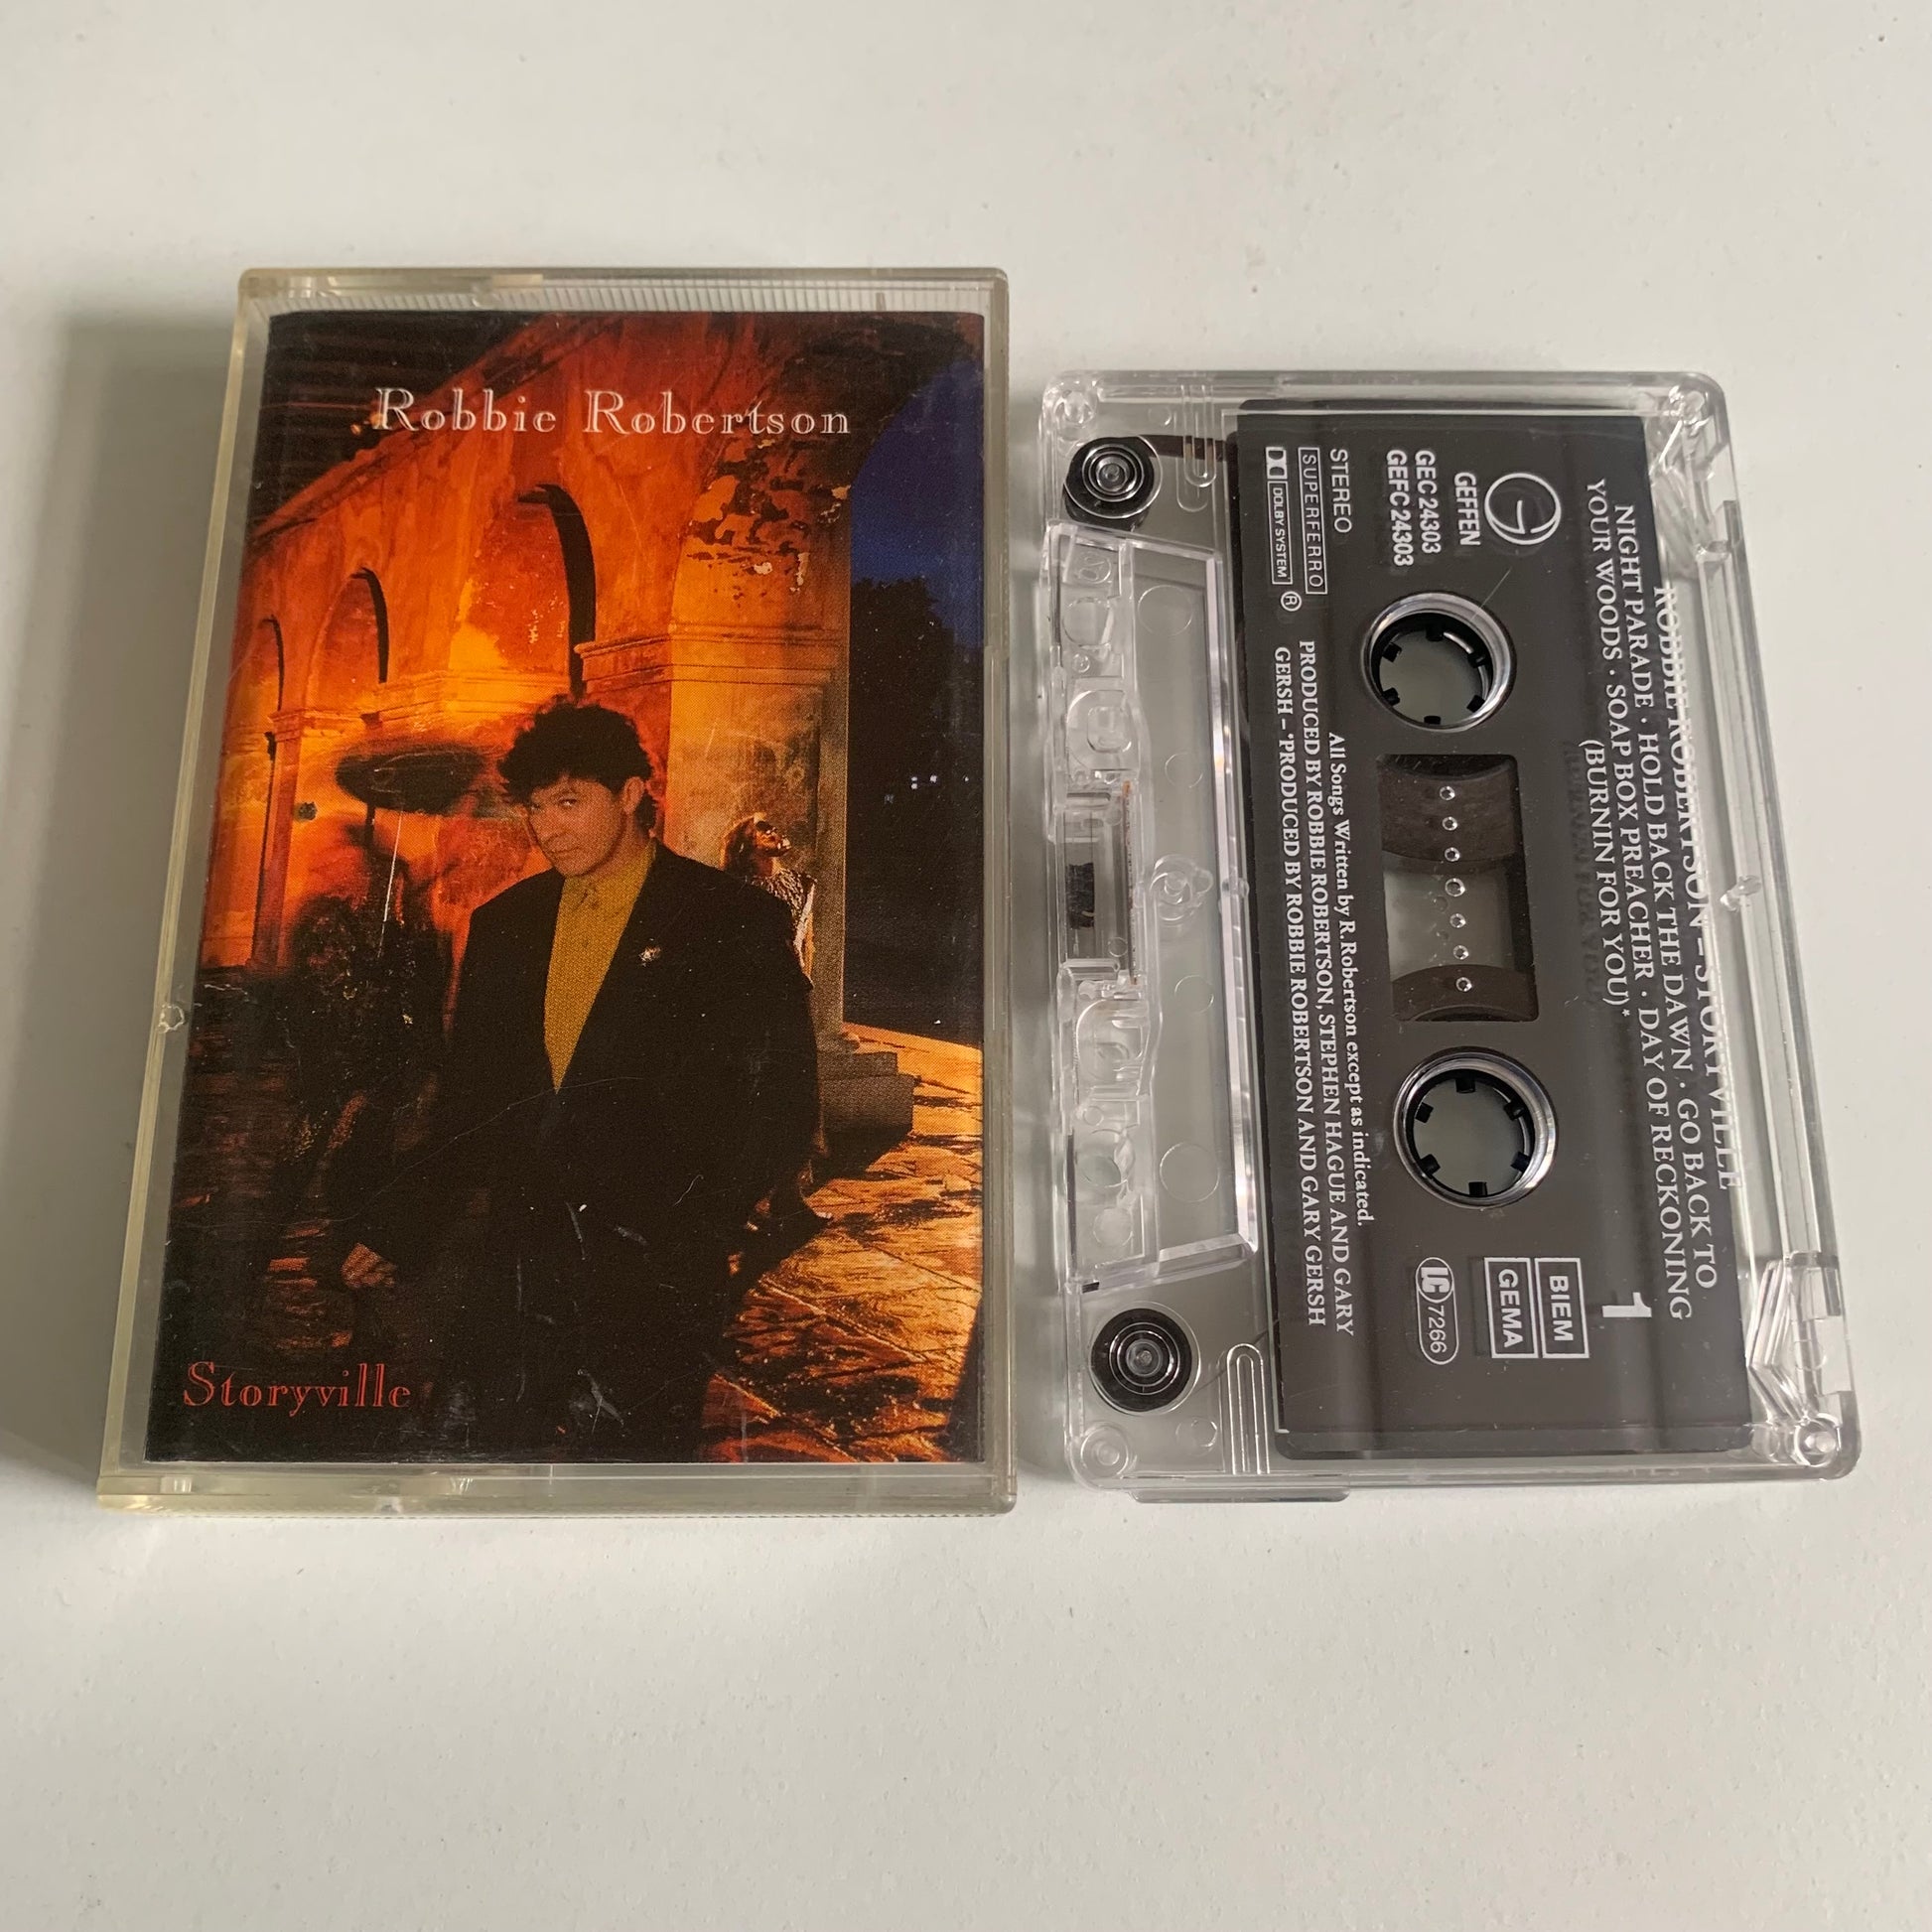 Robbie Robertson
Storyville
ROBBIE ROBERTSON – STORYVILLE
NIGHT PARADE · HOLD BACK THE DAWN · GO BACK TO
YOUR WOODS · SOAP BOX PREACHER · DAY OF RECKONING
(BURNIN FOR YOU)*
1
GEFFEN
GEC 24303
GEFC 24303
BIEM
GEMA
LC 7266
STEREO
SUPERFERRO
DOLBY SYSTEM ®
All Songs Written by R. Robertson except as indicated.
PRODUCED BY ROBBIE ROBERTSON, STEPHEN HAGUE AND GARY
GERSH – *PRODUCED BY ROBBIE ROBERTSON AND GARY GERSH